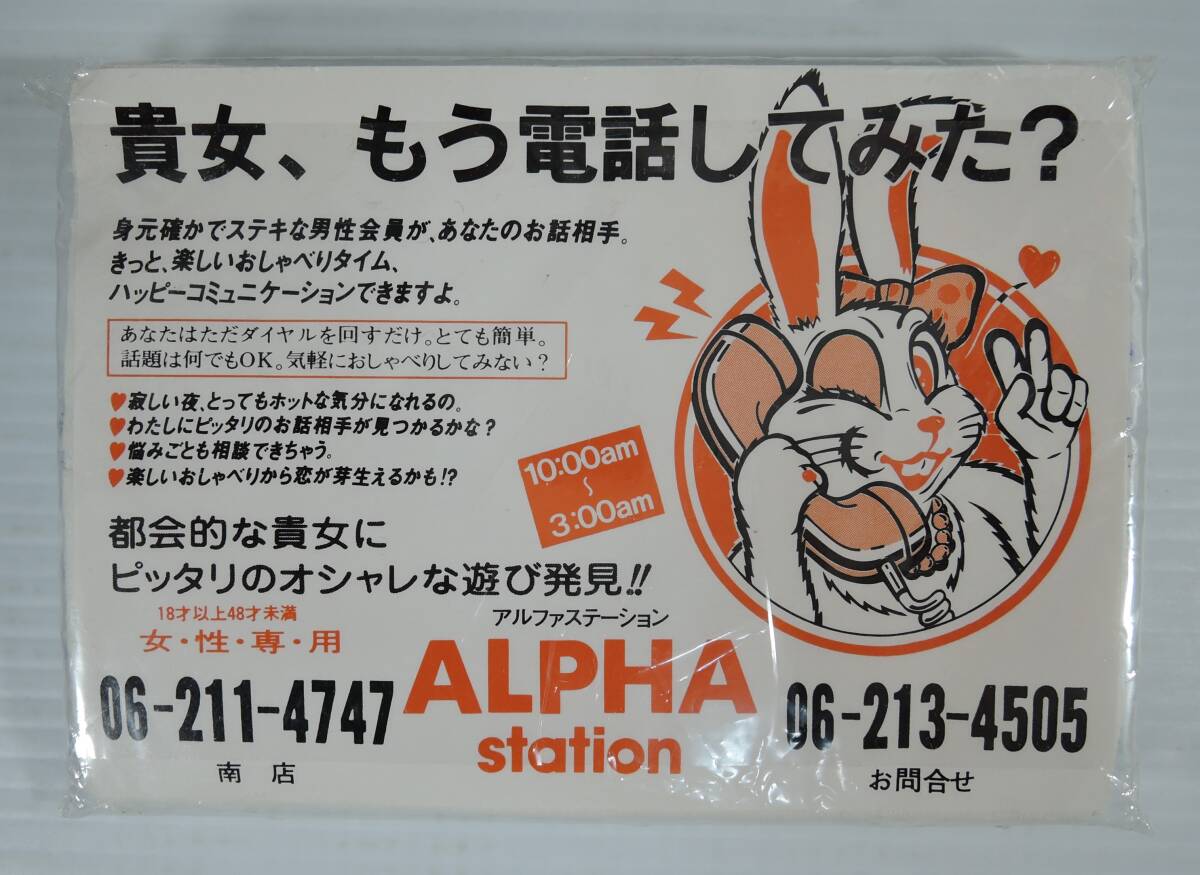 貴女、もう電話してみた?
身元確かでステキな男性会員が、あなたのお話相手。
きっと、楽しいおしゃべりタイム、
ハッピーコミュニケーションできますよ。
あなたはただダイヤルを回すだけ。とても簡単。
話題は何でもOK。気軽におしゃべりしてみない?
♥寂しい夜、とってもホットな気分になれるの。
♥わたしにピッタリのお話相手が見つかるかな?
♥悩みごとも相談できちゃう。
♥楽しいおしゃべりから恋が芽生えるかも!?
10:00am
〜
3:00am
都会的な貴女に
ピッタリのオシャレな遊び発見!!
18才以上48才未満
女・性・専・用
アルファステーション
ALPHA
station
06-211-4747
南店
06-213-4505
お問合せ